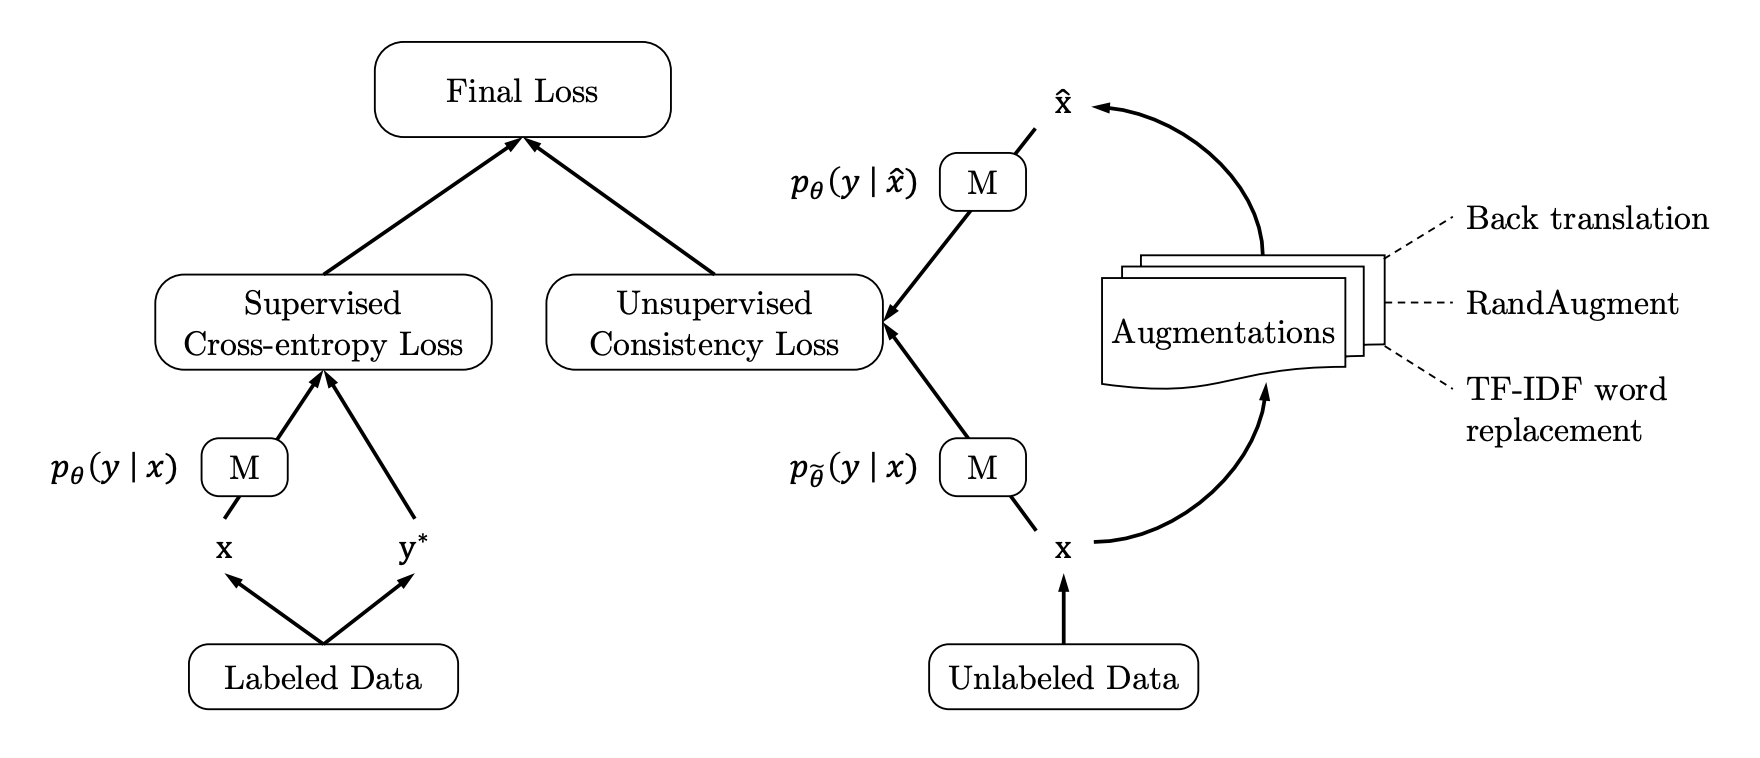 Final Loss
x̂
p_θ(y | x̂)
M
Back translation
Supervised
Cross-entropy Loss
Unsupervised
Consistency Loss
Augmentations
RandAugment
TF-IDF word
replacement
p_θ(y | x)
M
p_θ̃(y | x)
M
x
y*
x
Labeled Data
Unlabeled Data